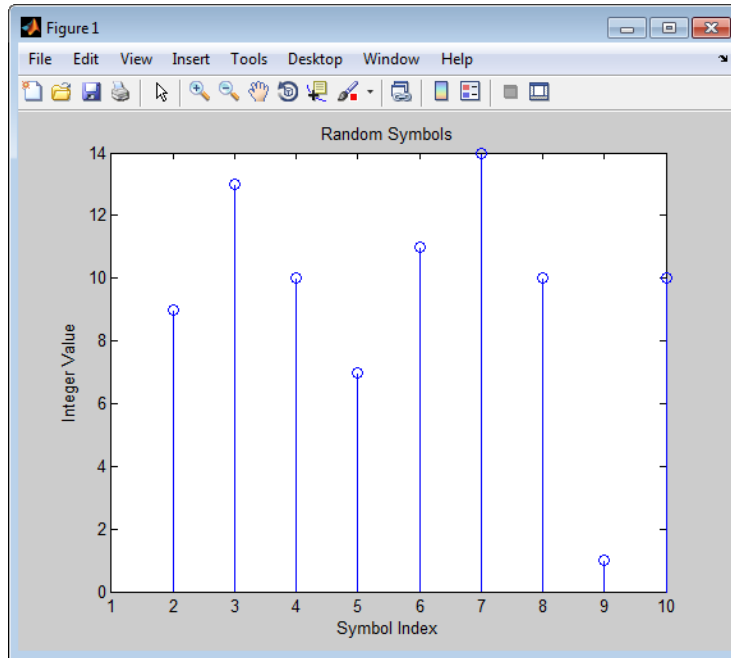 Figure 1
File Edit View Insert Tools Desktop Window Help
Random Symbols
14
12
10
8
6
4
2
0
Integer Value
1 2 3 4 5 6 7 8 9 10
Symbol Index